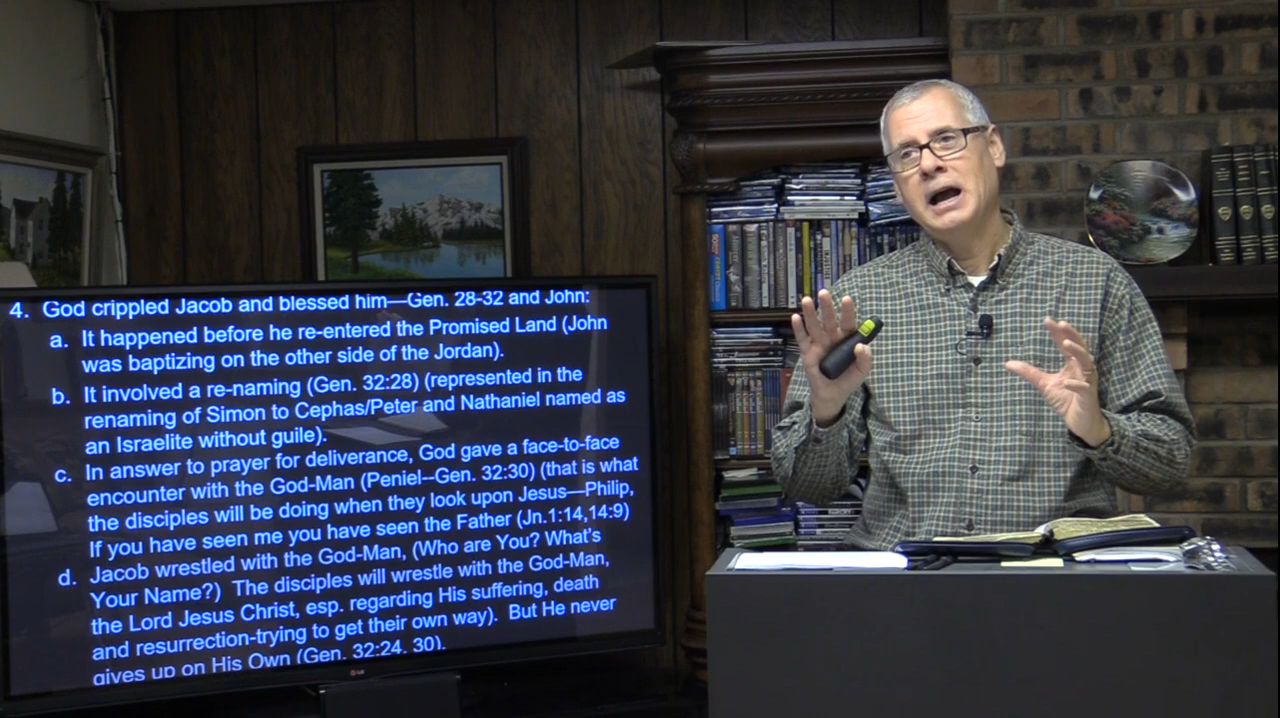 4. God crippled Jacob and blessed him—Gen. 28-32 and John:
a. It happened before he re-entered the Promised Land (John
was baptizing on the other side of the Jordan).
b. It involved a re-naming (Gen. 32:28) (represented in the
renaming of Simon to Cephas/Peter and Nathaniel named as
an Israelite without guile).
c. In answer to prayer for deliverance, God gave a face-to-face
encounter with the God-Man (Peniel--Gen. 32:30) (that is what
the disciples will be doing when they look upon Jesus—Philip,
If you have seen me you have seen the Father (Jn.1:14,14:9)
d. Jacob wrestled with the God-Man, (Who are You? What's
Your Name?) The disciples will wrestle with the God-Man,
the Lord Jesus Christ, esp. regarding His suffering, death
and resurrection-trying to get their own way). But He never
gives up on His Own (Gen. 32:24, 30).
LG